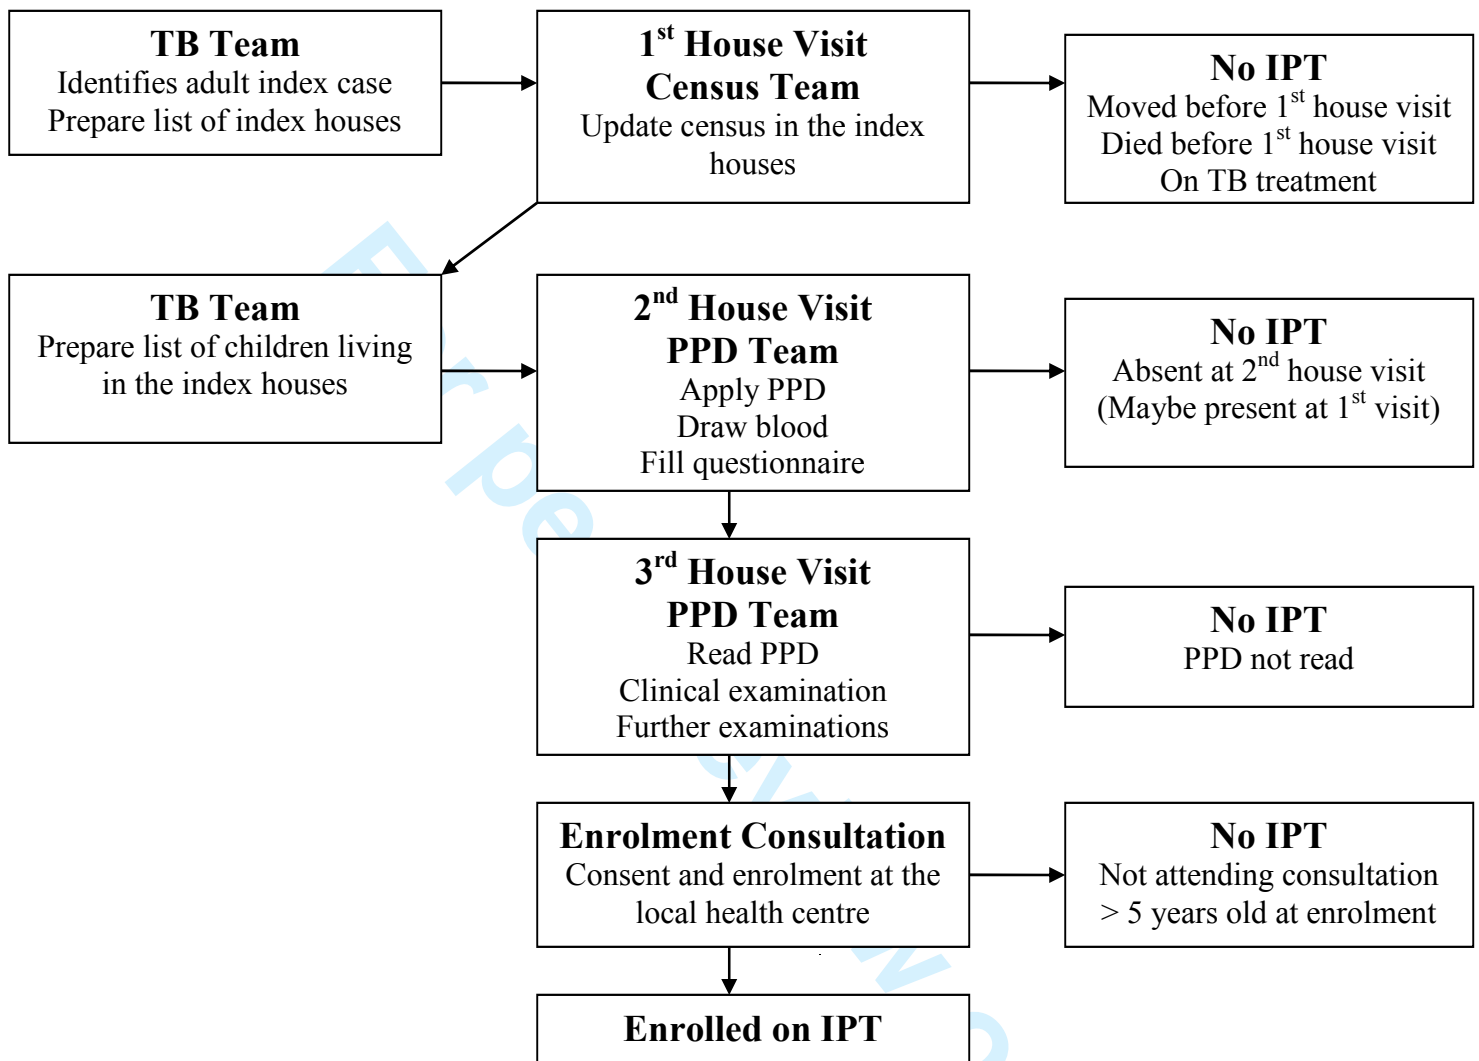 TB Team
Identifies adult index case
Prepare list of index houses
1st House Visit
Census Team
Update census in the index
houses
No IPT
Moved before 1st house visit
Died before 1st house visit
On TB treatment
TB Team
Prepare list of children living
in the index houses
2nd House Visit
PPD Team
Apply PPD
Draw blood
Fill questionnaire
No IPT
Absent at 2nd house visit
(Maybe present at 1st visit)
3rd House Visit
PPD Team
Read PPD
Clinical examination
Further examinations
No IPT
PPD not read
Enrolment Consultation
Consent and enrolment at the
local health centre
No IPT
Not attending consultation
> 5 years old at enrolment
Enrolled on IPT